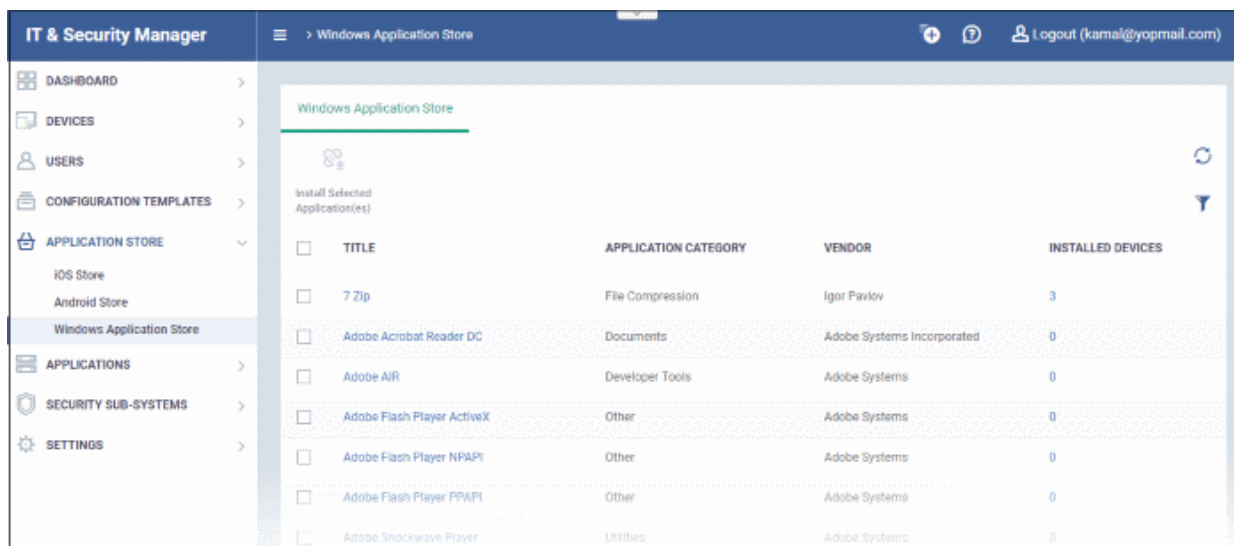 IT & Security Manager
> Windows Application Store
Logout (kamal@yopmail.com)
DASHBOARD
DEVICES
USERS
CONFIGURATION TEMPLATES
APPLICATION STORE
iOS Store
Android Store
Windows Application Store
APPLICATIONS
SECURITY SUB-SYSTEMS
SETTINGS
Windows Application Store
Install Selected
Application(es)
TITLE APPLICATION CATEGORY VENDOR INSTALLED DEVICES
7 Zip File Compression Igor Pavlov 3
Adobe Acrobat Reader DC Documents Adobe Systems Incorporated 0
Adobe AIR Developer Tools Adobe Systems 0
Adobe Flash Player ActiveX Other Adobe Systems 0
Adobe Flash Player NPAPI Other Adobe Systems 0
Adobe Flash Player PPAPI Other Adobe Systems 0
Adobe Shockwave Player Utilities Adobe Systems 0